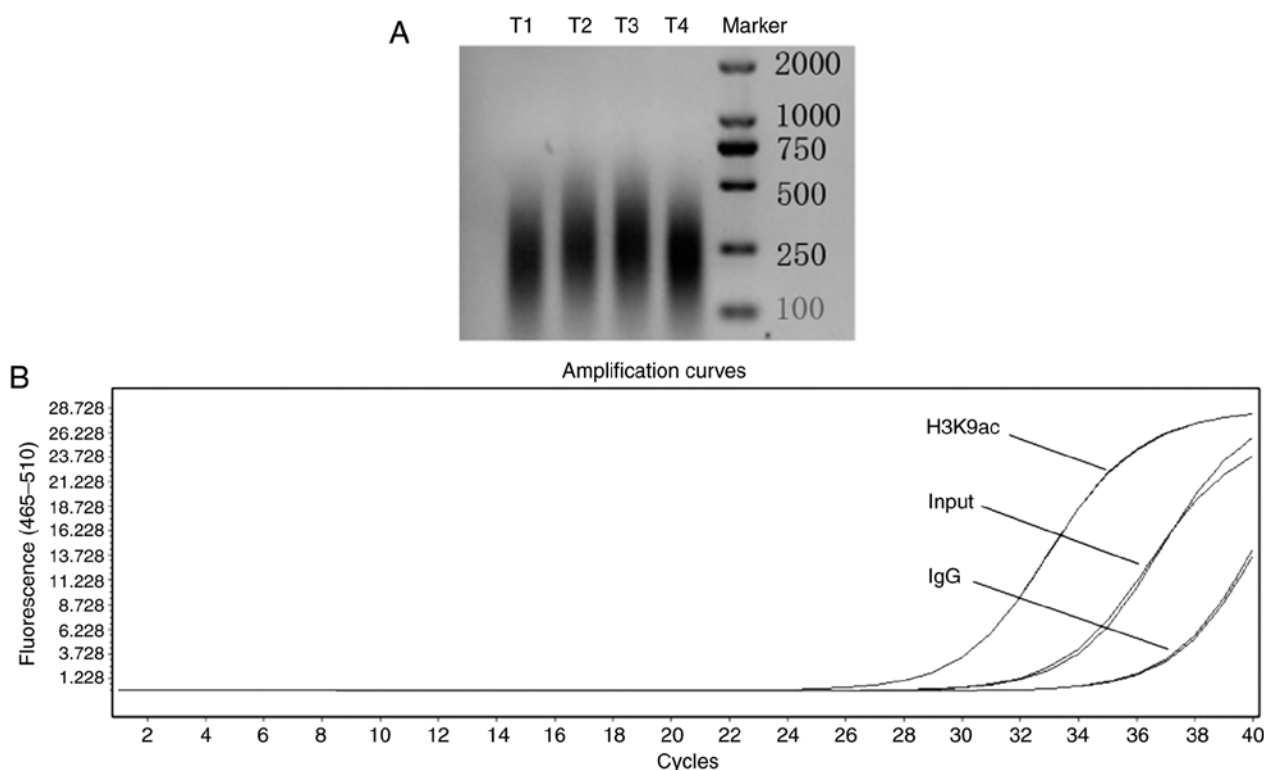 A
T1 T2 T3 T4 Marker
2000
1000
750
500
250
100
B
Amplification curves
Fluorescence (465–510)
28.728
26.228
23.728
21.228
18.728
16.228
13.728
11.228
8.728
6.228
3.728
1.228
H3K9ac
Input
IgG
2 4 6 8 10 12 14 16 18 20 22 24 26 28 30 32 34 36 38 40
Cycles